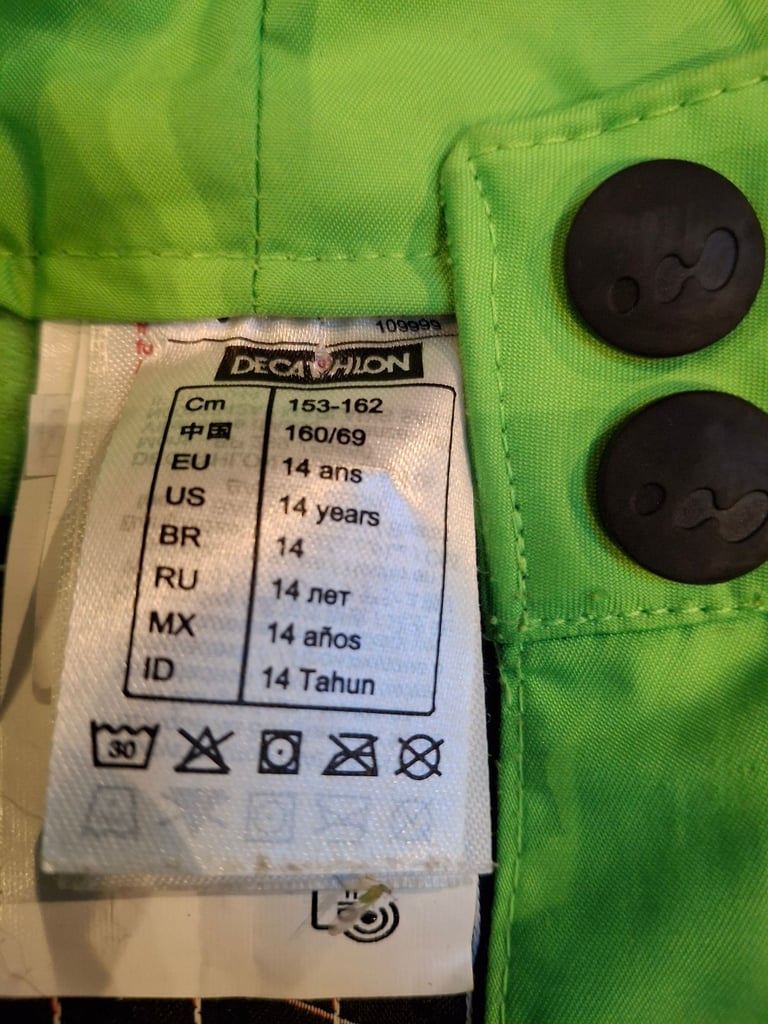 109999
DECATHLON
Cm 153-162
中国 160/69
EU 14 ans
US 14 years
BR 14
RU 14 лет
MX 14 años
ID 14 Tahun
30